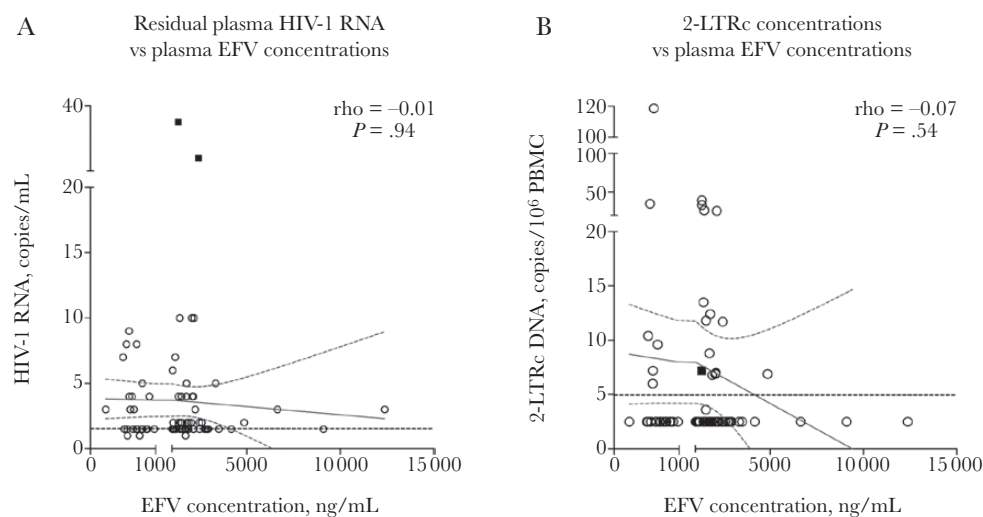 A
Residual plasma HIV-1 RNA
vs plasma EFV concentrations
rho = –0.01
P = .94
40
20
15
10
5
0
HIV-1 RNA, copies/mL
0
1000
5000
10 000
15 000
EFV concentration, ng/mL
B
2-LTRc concentrations
vs plasma EFV concentrations
rho = –0.07
P = .54
120
100
100
50
20
15
10
5
0
2-LTRc DNA, copies/10⁶ PBMC
0
1000
5000
10 000
15 000
EFV concentration, ng/mL